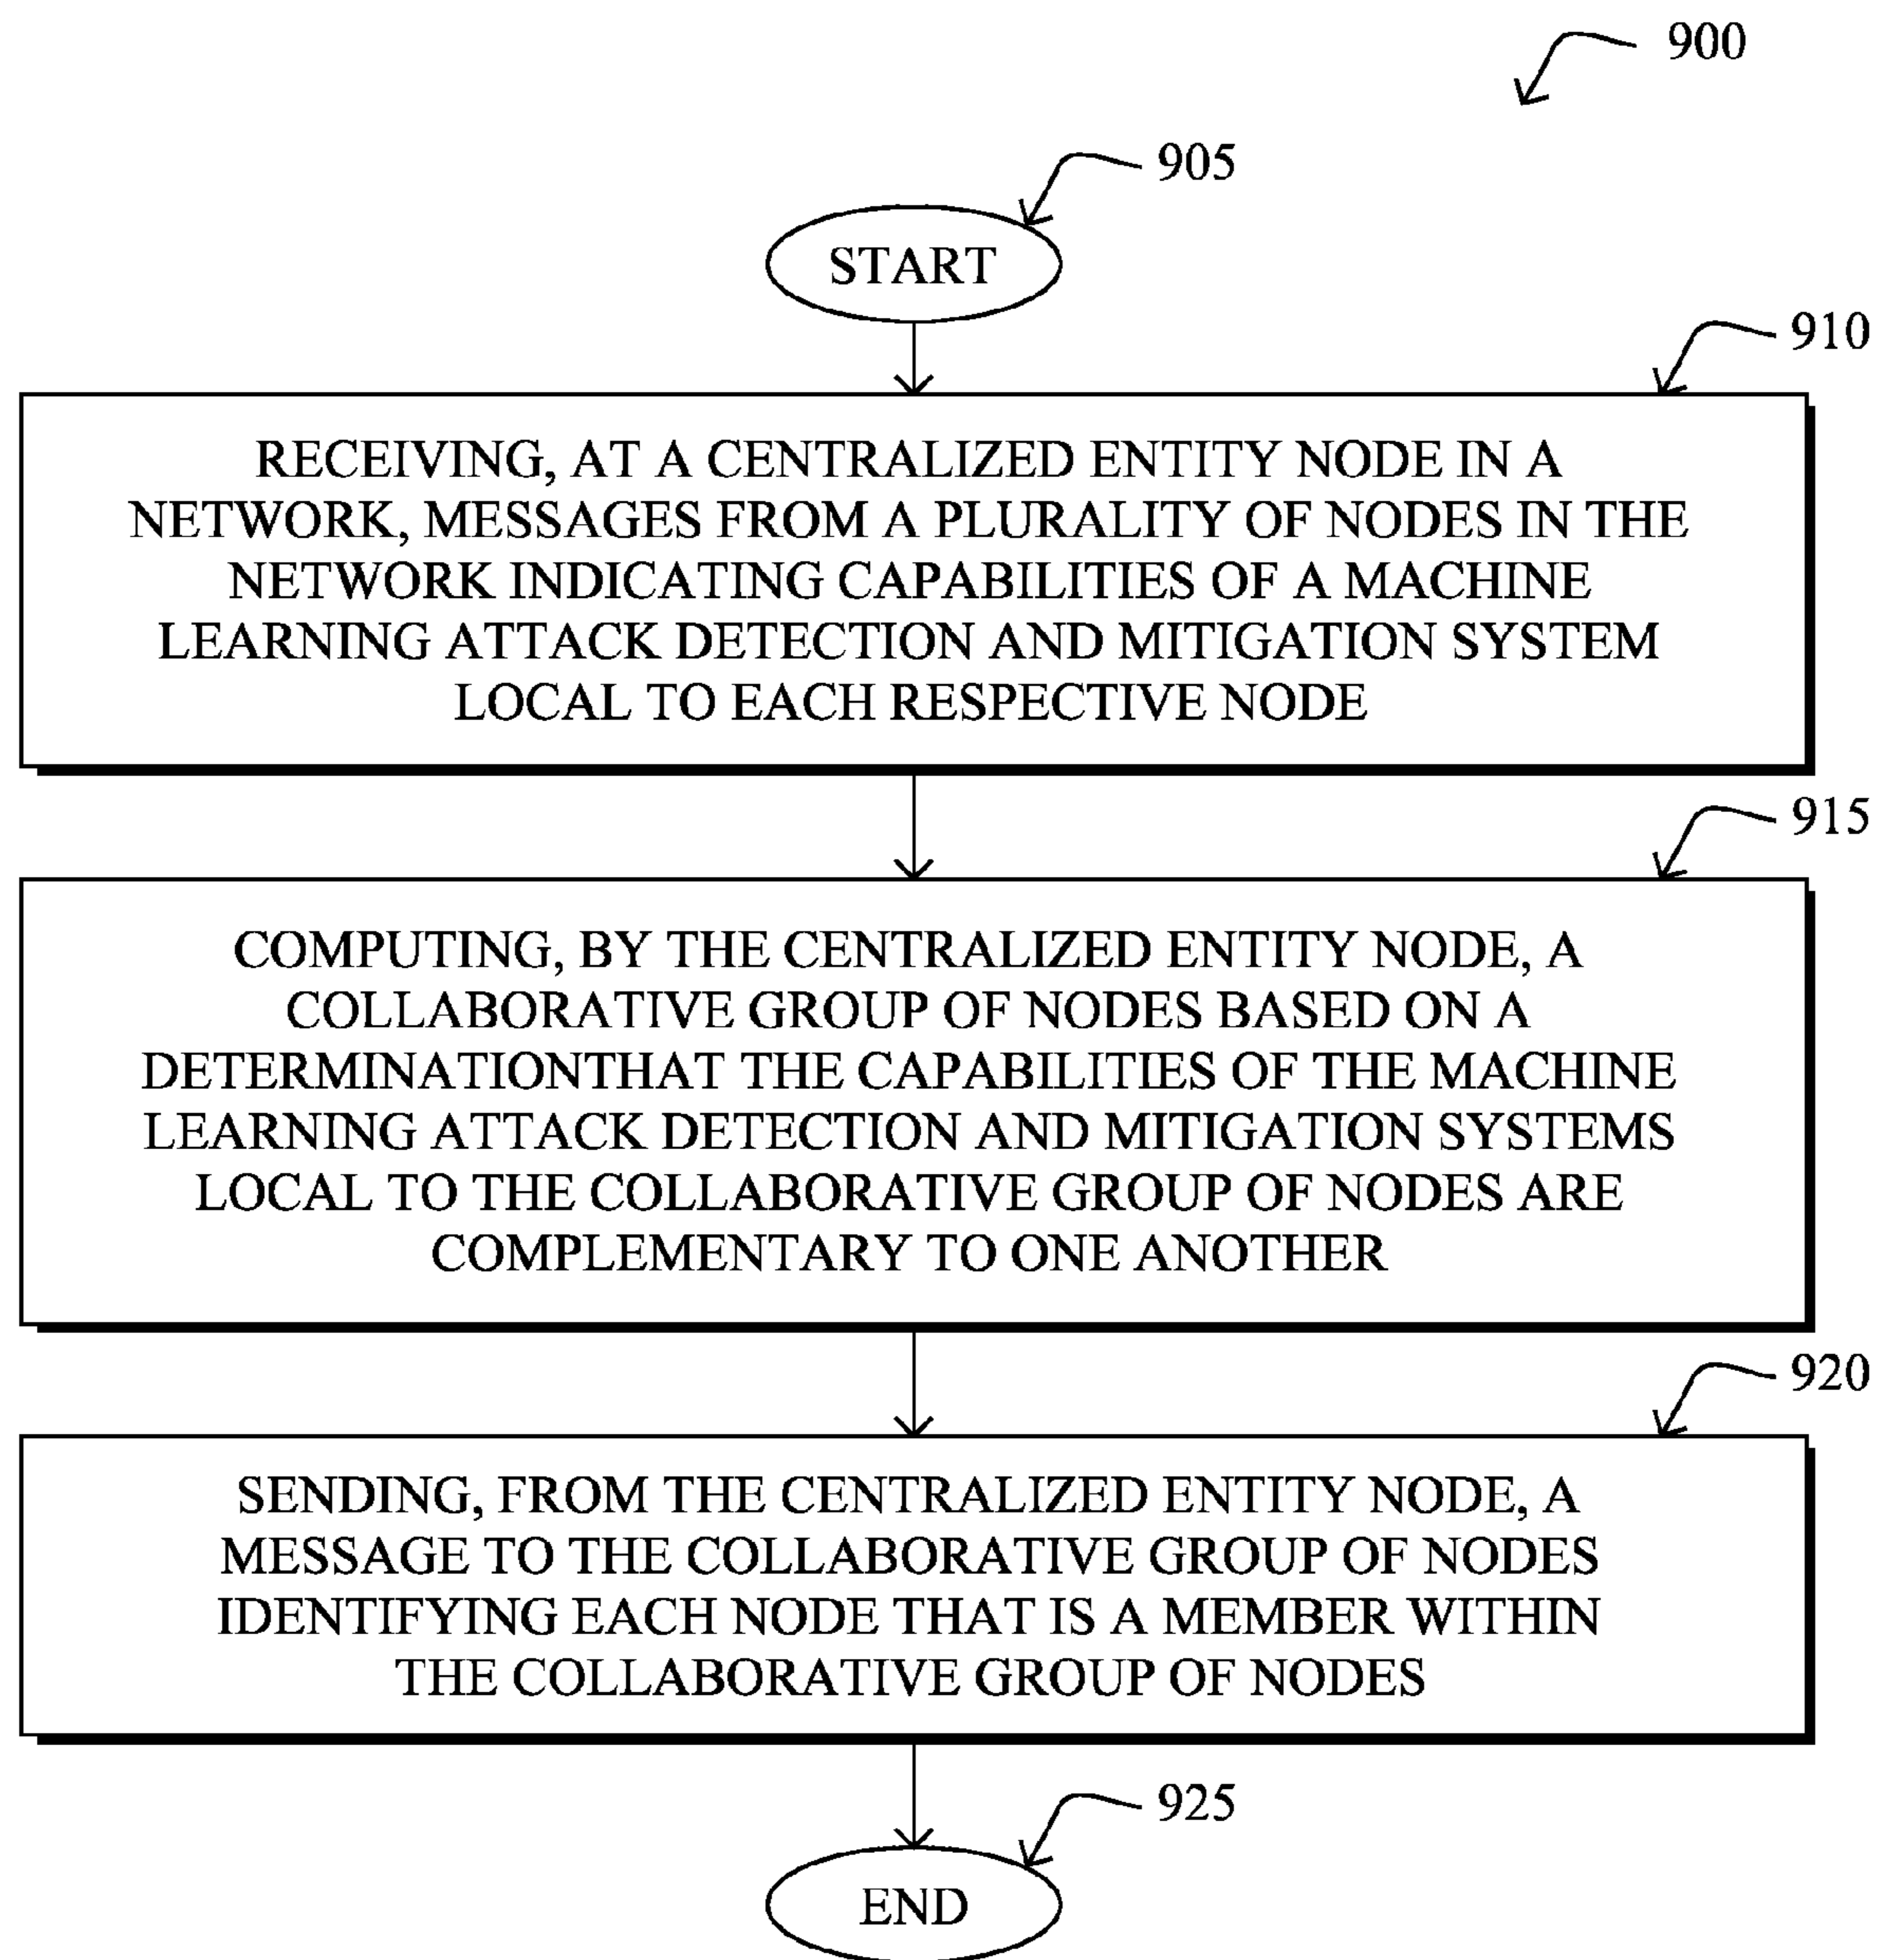 900
905
START
910
RECEIVING, AT A CENTRALIZED ENTITY NODE IN A
NETWORK, MESSAGES FROM A PLURALITY OF NODES IN THE
NETWORK INDICATING CAPABILITIES OF A MACHINE
LEARNING ATTACK DETECTION AND MITIGATION SYSTEM
LOCAL TO EACH RESPECTIVE NODE
915
COMPUTING, BY THE CENTRALIZED ENTITY NODE, A
COLLABORATIVE GROUP OF NODES BASED ON A
DETERMINATIONTHAT THE CAPABILITIES OF THE MACHINE
LEARNING ATTACK DETECTION AND MITIGATION SYSTEMS
LOCAL TO THE COLLABORATIVE GROUP OF NODES ARE
COMPLEMENTARY TO ONE ANOTHER
920
SENDING, FROM THE CENTRALIZED ENTITY NODE, A
MESSAGE TO THE COLLABORATIVE GROUP OF NODES
IDENTIFYING EACH NODE THAT IS A MEMBER WITHIN
THE COLLABORATIVE GROUP OF NODES
925
END